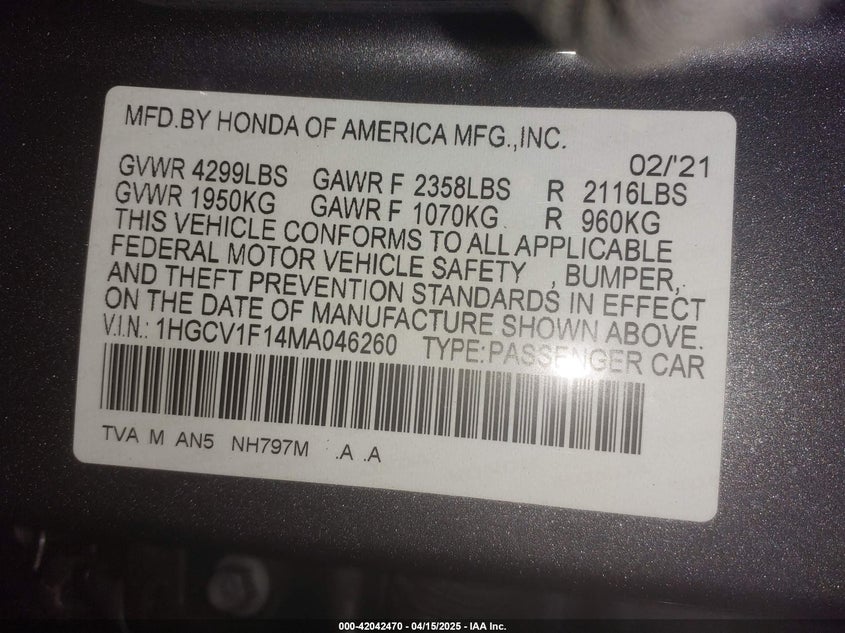 MFD.BY HONDA OF AMERICA MFG.,INC.
02/'21
GVWR 4299LBS GAWR F 2358LBS R 2116LBS
GVWR 1950KG GAWR F 1070KG R 960KG
THIS VEHICLE CONFORMS TO ALL APPLICABLE
FEDERAL MOTOR VEHICLE SAFETY , BUMPER,
AND THEFT PREVENTION STANDARDS IN EFFECT
ON THE DATE OF MANUFACTURE SHOWN ABOVE.
V.I.N.: 1HGCV1F14MA046260 TYPE:PASSENGER CAR
TVA M AN5 NH797M .A .A
000-42042470 - 04/15/2025 - IAA Inc.